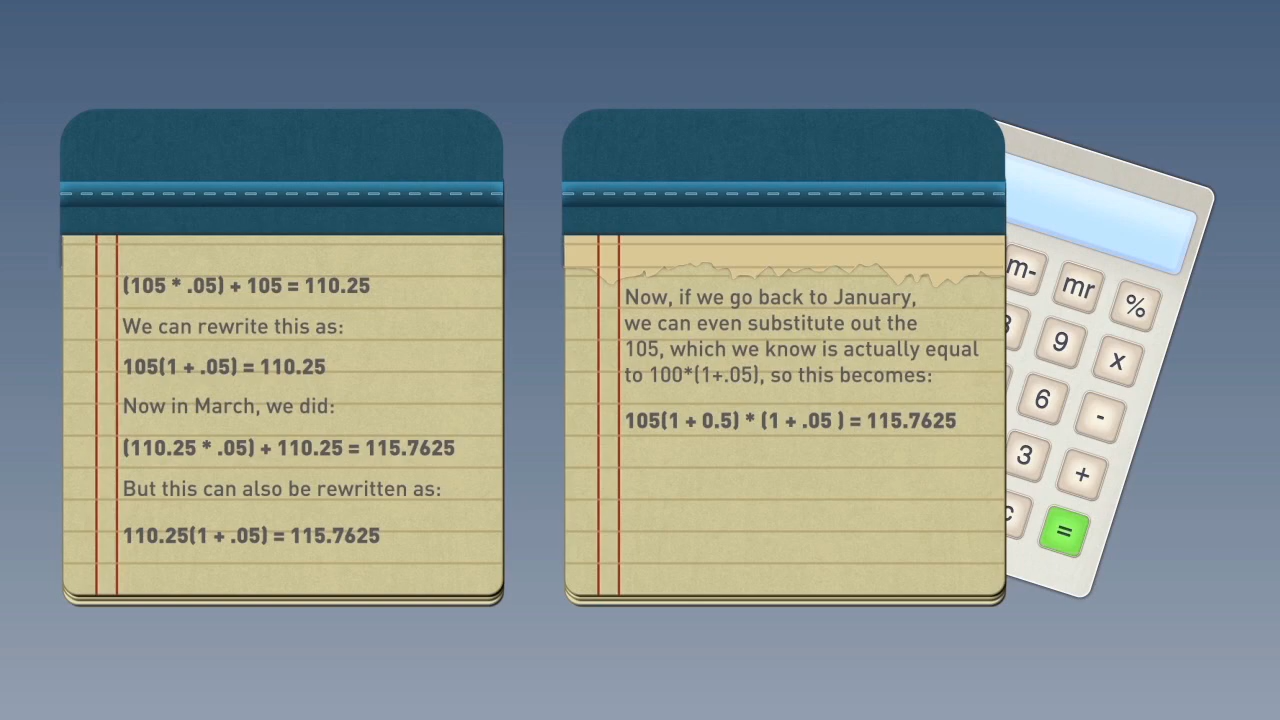 (105 * .05) + 105 = 110.25
We can rewrite this as:
105(1 + .05) = 110.25
Now in March, we did:
(110.25 * .05) + 110.25 = 115.7625
But this can also be rewritten as:
110.25(1 + .05) = 115.7625
Now, if we go back to January,
we can even substitute out the
105, which we know is actually equal
to 100*(1+.05), so this becomes:
105(1 + 0.5) * (1 + .05 ) = 115.7625
m- mr %
9 x
6 -
3 +
c =